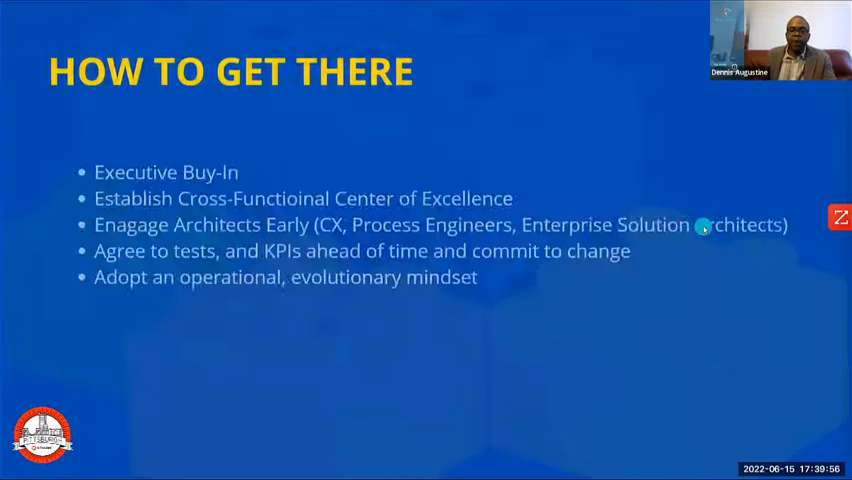 HOW TO GET THERE
Dennis Augustine
• Executive Buy-In
• Establish Cross-Functioinal Center of Excellence
• Enagage Architects Early (CX, Process Engineers, Enterprise Solution Architects)
• Agree to tests, and KPIs ahead of time and commit to change
• Adopt an operational, evolutionary mindset
PITTSBURGH
2022-06-15 17:39:56